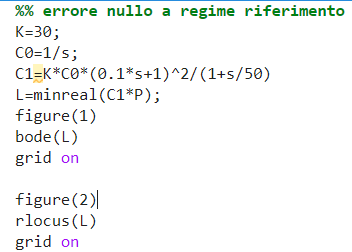 %% errore nullo a regime riferimento
K=30;
C0=1/s;
C1=K*C0*(0.1*s+1)^2/(1+s/50)
L=minreal(C1*P);
figure(1)
bode(L)
grid on
figure(2)
rlocus(L)
grid on